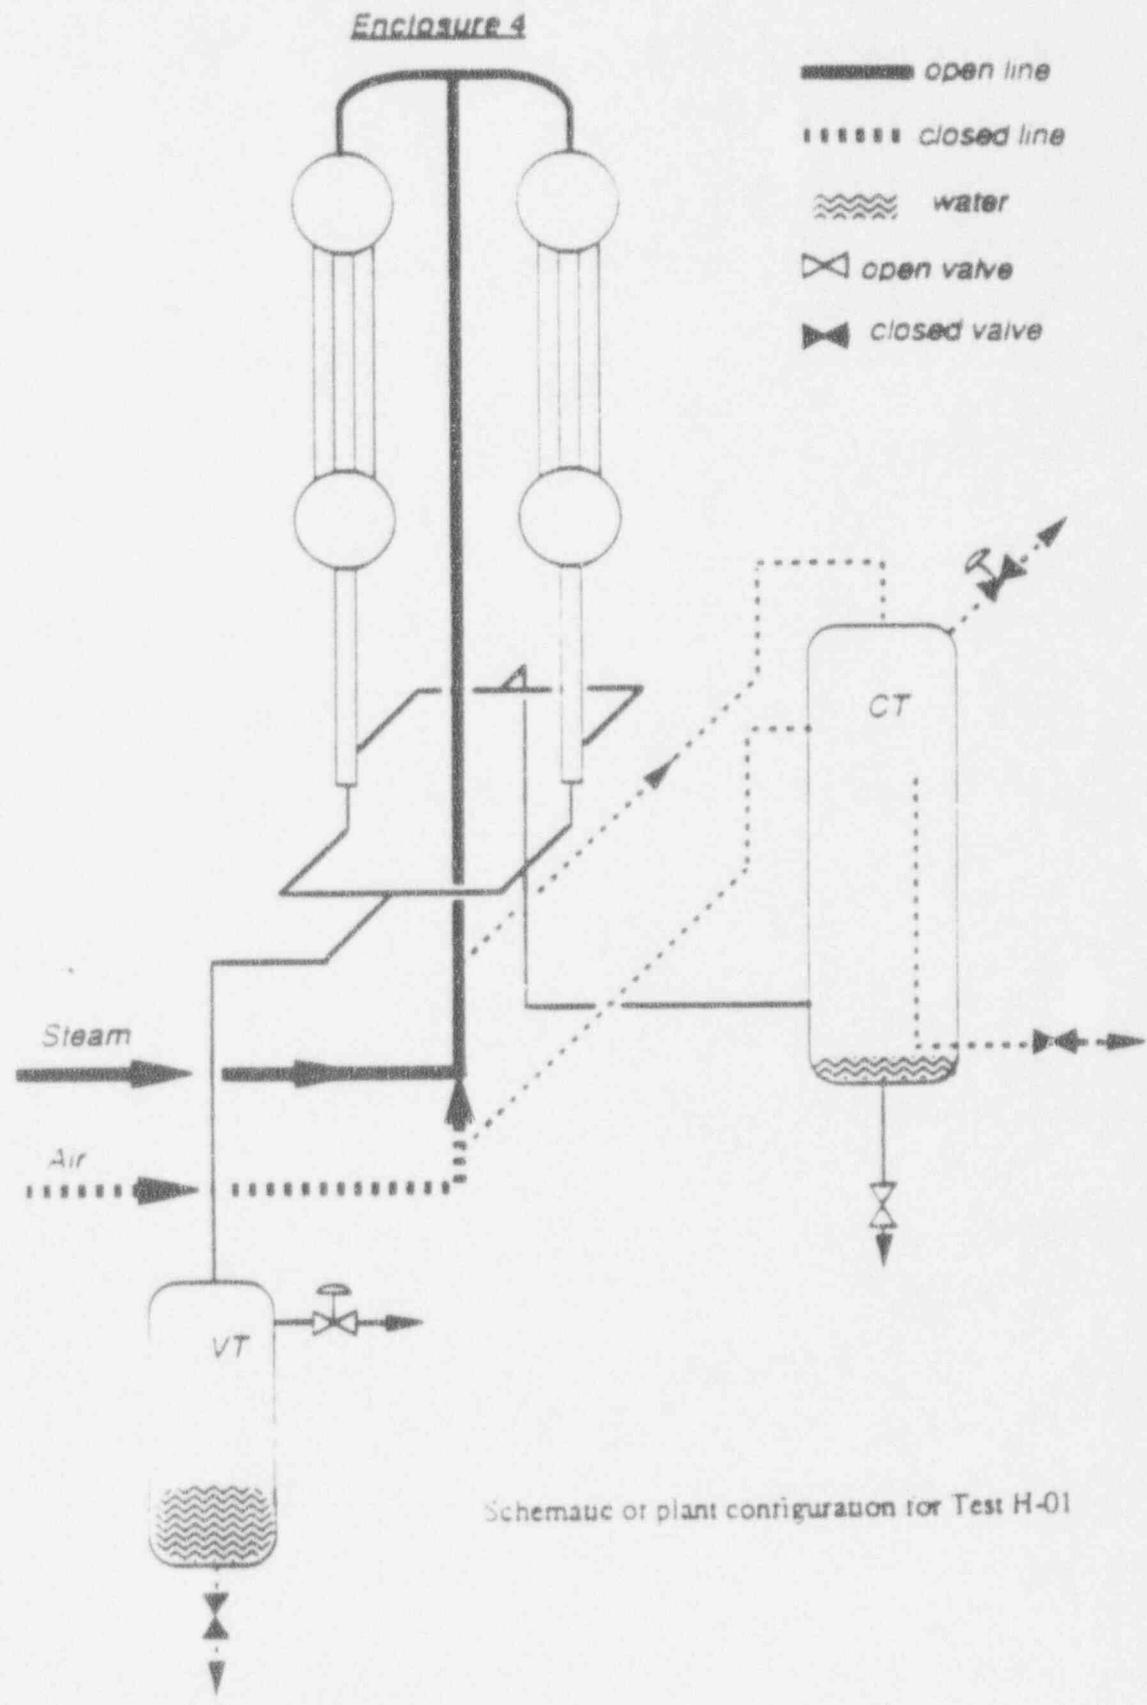 Enclosure 4
open line
closed line
water
open valve
closed valve
CT
Steam
Air
VT
Schematic of plant configuration for Test H-01